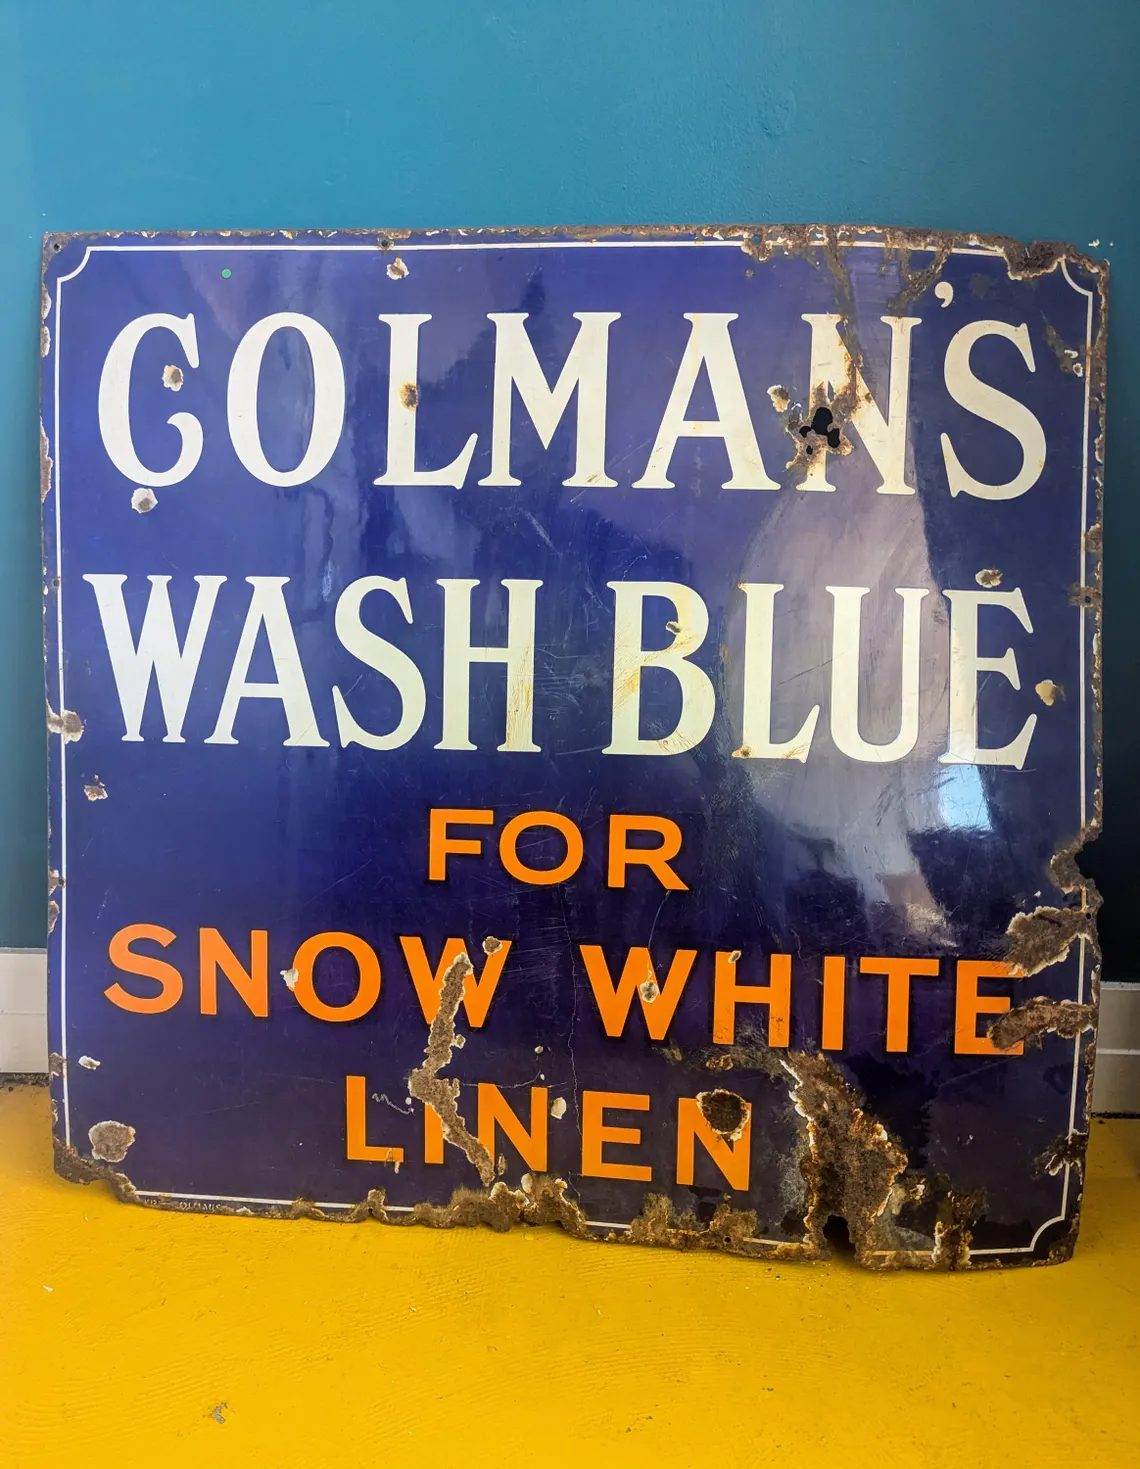 COLMAN'S
WASH BLUE
FOR
SNOW WHITE
LINEN